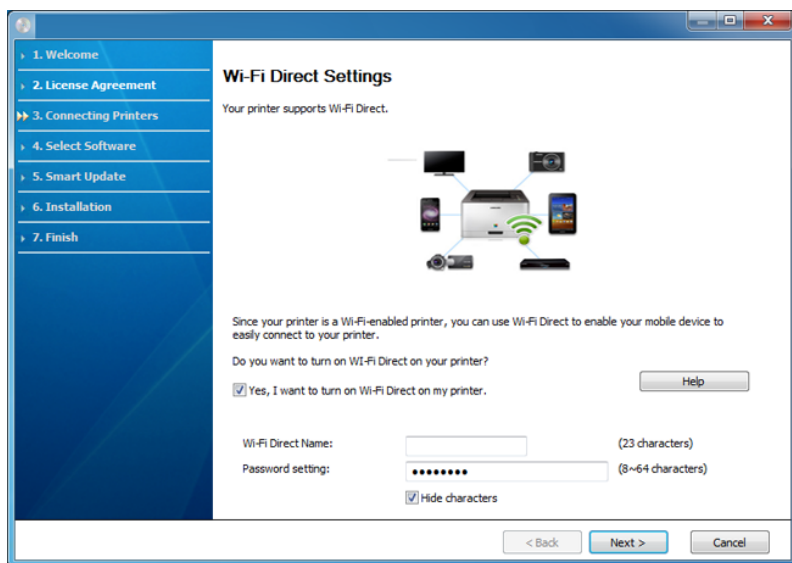 1. Welcome
2. License Agreement
3. Connecting Printers
4. Select Software
5. Smart Update
6. Installation
7. Finish
Wi-Fi Direct Settings
Your printer supports Wi-Fi Direct.
Since your printer is a Wi-Fi-enabled printer, you can use Wi-Fi Direct to enable your mobile device to
easily connect to your printer.
Do you want to turn on WI-Fi Direct on your printer?
Yes, I want to turn on Wi-Fi Direct on my printer.
Help
Wi-Fi Direct Name: (23 characters)
Password setting: •••••••• (8~64 characters)
Hide characters
< Back Next > Cancel